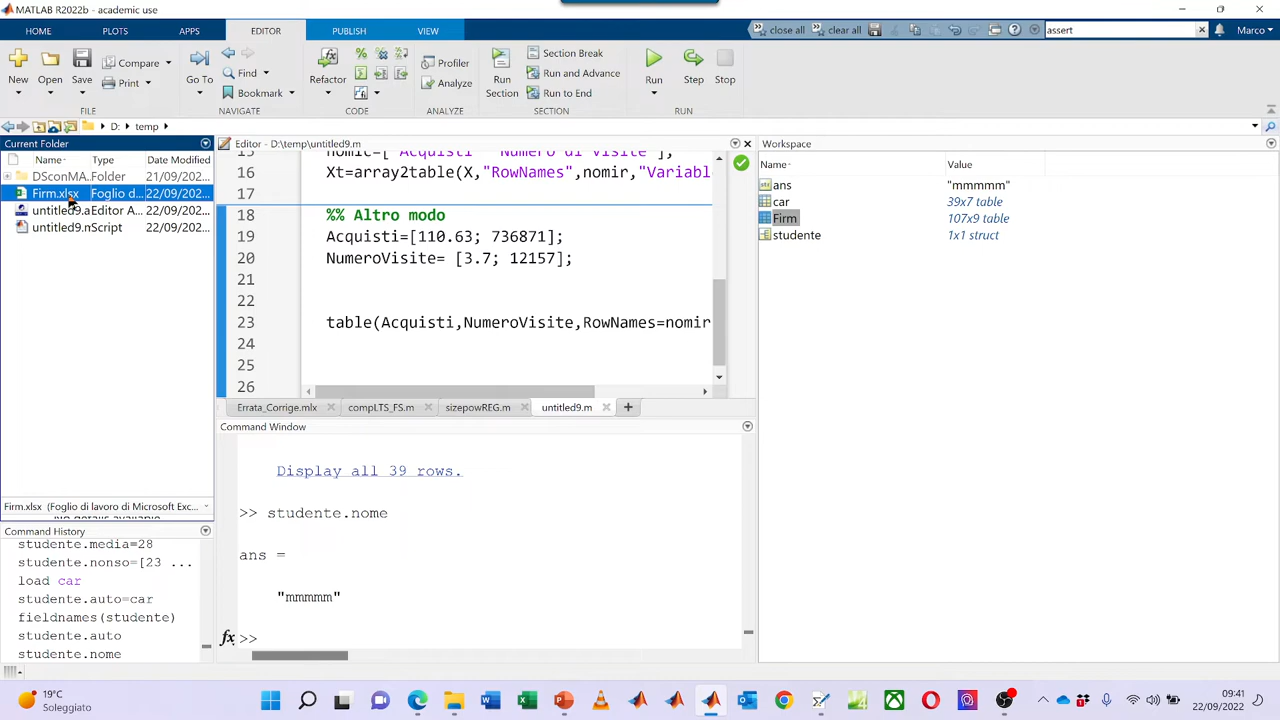 MATLAB R2022b - academic use
HOME PLOTS APPS EDITOR PUBLISH VIEW close all clear all assert Marco
New Open Save Compare Print Go To Find Bookmark Refactor Profiler Analyze Run Section Section Break Run and Advance Run to End Run Step Stop
FILE NAVIGATE CODE ANALYZE SECTION RUN
D: temp
Current Folder
Name Type Date Modified
DSconMA... Folder 21/09/202...
Firm.xlsx Foglio d... 22/09/202...
untitled9.a Editor A... 22/09/202...
untitled9.n Script 22/09/202...
Firm.xlsx (Foglio di lavoro di Microsoft Exc...
Command History
studente.media=28
studente.nonso=[23 ...
load car
studente.auto=car
fieldnames(studente)
studente.auto
studente.nome
Editor - D:\temp\untitled9.m
15 nomic=["Acquisti" "Numero di visite"];
16 Xt=array2table(X,"RowNames",nomir,"Variabl
17
18 %% Altro modo
19 Acquisti=[110.63; 736871];
20 NumeroVisite= [3.7; 12157];
21
22
23 table(Acquisti,NumeroVisite,RowNames=nomir
24
25
26
Errata_Corrige.mlx compLTS_FS.m sizepowREG.m untitled9.m
Command Window
Display all 39 rows.
>> studente.nome
ans =
"mmmmm"
fx >>
Workspace
Name Value
ans "mmmmm"
car 39x7 table
Firm 107x9 table
studente 1x1 struct
19°C
Soleggiato
09:41
22/09/2022